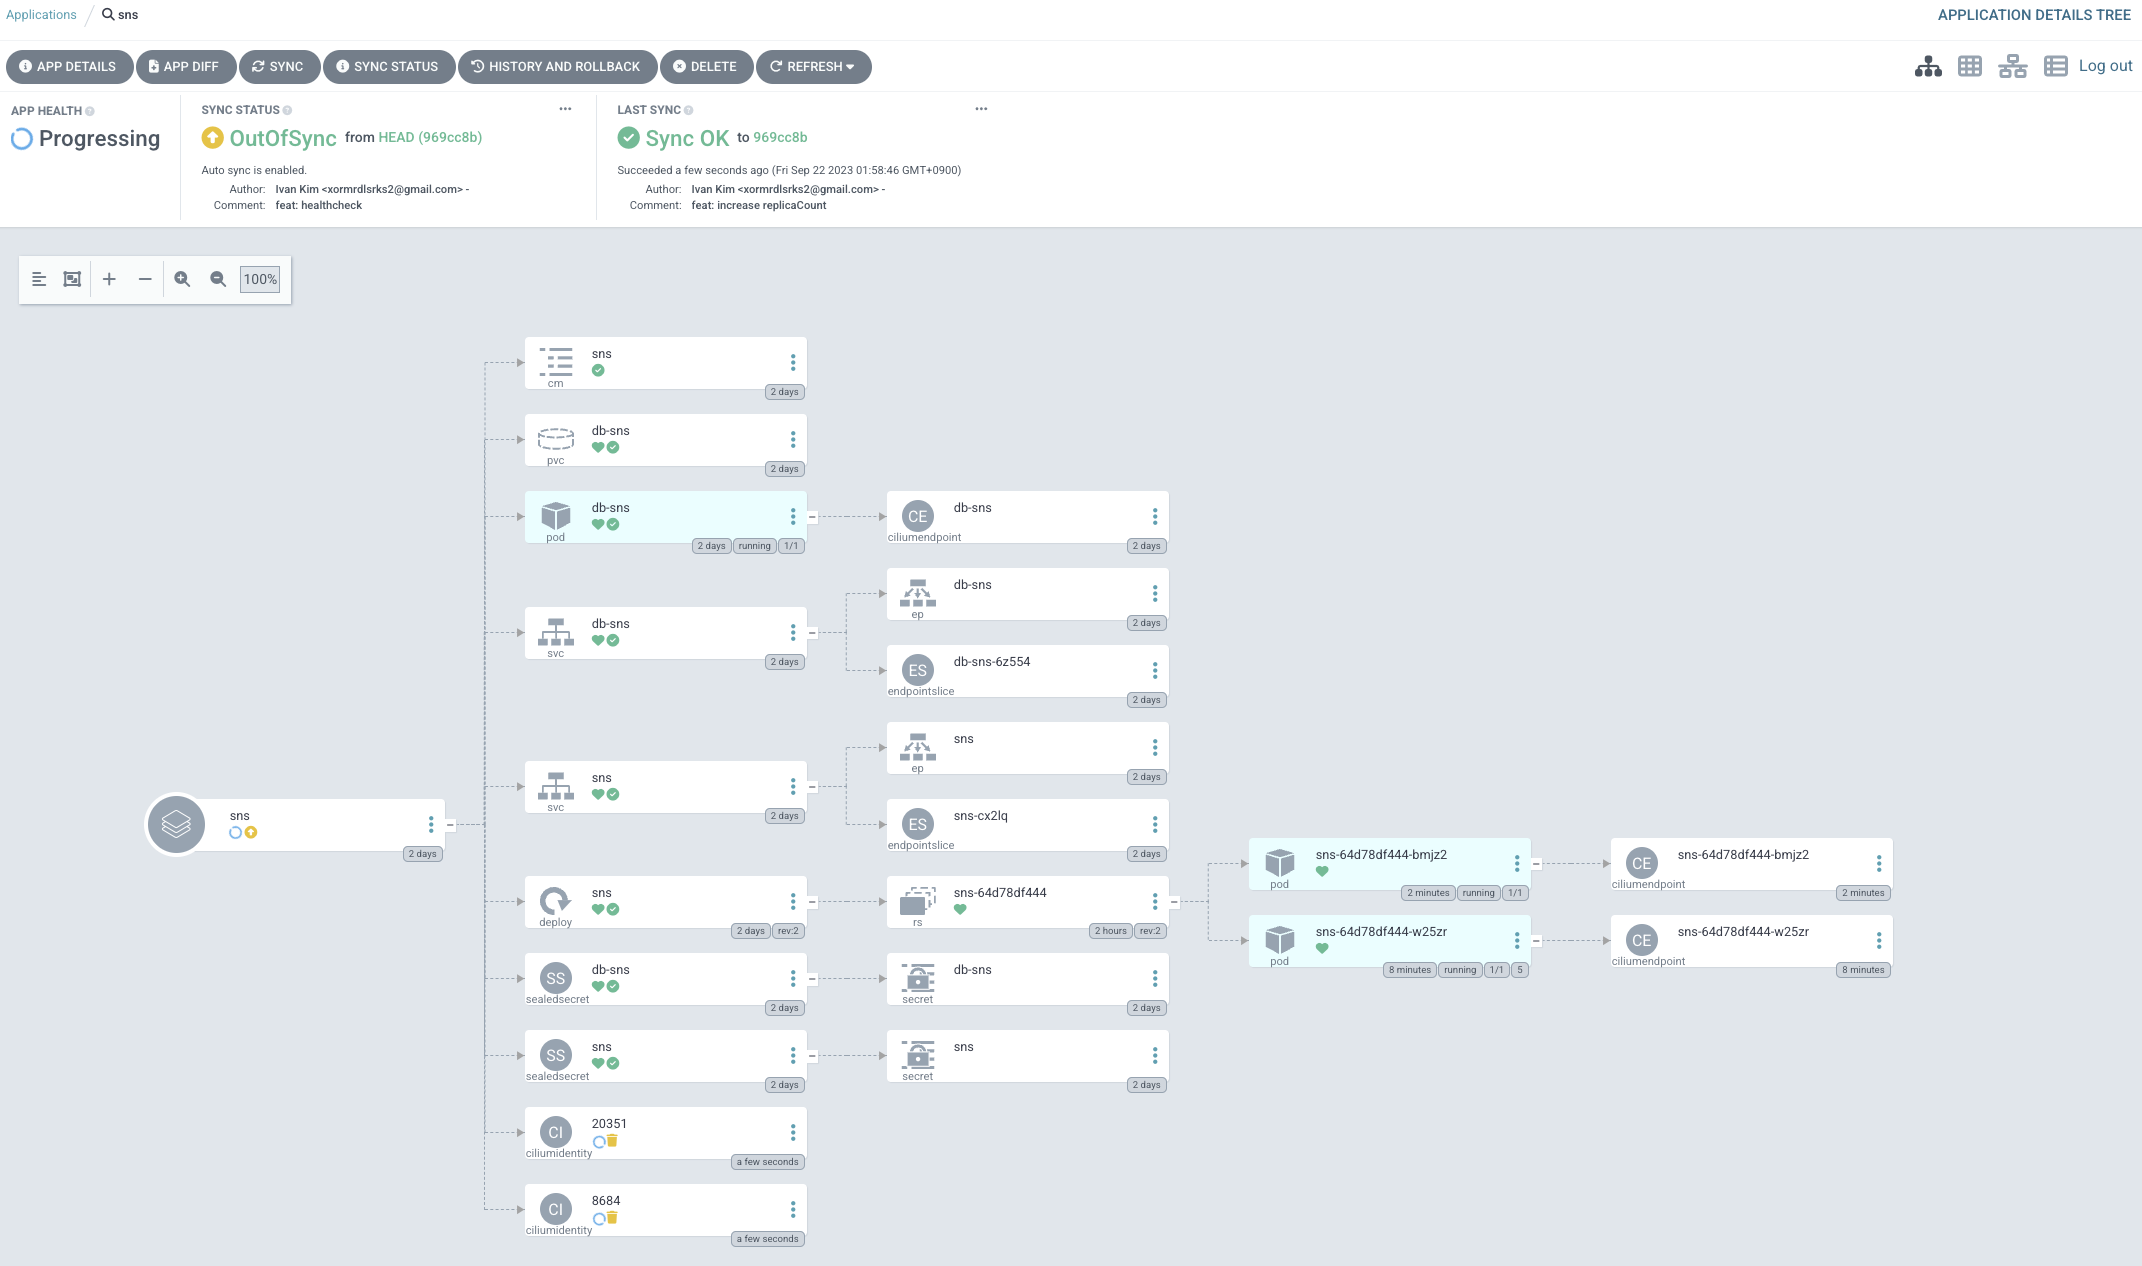 Applications
sns
APPLICATION DETAILS TREE
APP DETAILS
APP DIFF
SYNC
SYNC STATUS
HISTORY AND ROLLBACK
DELETE
REFRESH
Log out
APP HEALTH
Progressing
SYNC STATUS
OutOfSync from HEAD (969cc8b)
Auto sync is enabled.
Author: Ivan Kim <xormrdlsrks2@gmail.com> -
Comment: feat: healthcheck
LAST SYNC
Sync OK to 969cc8b
Succeeded a few seconds ago (Fri Sep 22 2023 01:58:46 GMT+0900)
Author: Ivan Kim <xormrdlsrks2@gmail.com> -
Comment: feat: increase replicaCount
100%
sns
2 days
sns
cm
2 days
db-sns
pvc
2 days
db-sns
pod
2 days running 1/1
CE
db-sns
ciliumendpoint
2 days
db-sns
svc
2 days
db-sns
ep
2 days
ES
db-sns-6z554
endpointslice
2 days
sns
svc
2 days
sns
ep
2 days
ES
sns-cx2lq
endpointslice
2 days
sns
deploy
2 days rev:2
sns-64d78df444
rs
2 hours rev:2
sns-64d78df444-bmjz2
pod
2 minutes running 1/1
CE
sns-64d78df444-bmjz2
ciliumendpoint
2 minutes
sns-64d78df444-w25zr
pod
8 minutes running 1/1 5
CE
sns-64d78df444-w25zr
ciliumendpoint
8 minutes
SS
db-sns
sealedsecret
2 days
db-sns
secret
2 days
SS
sns
sealedsecret
2 days
sns
secret
2 days
CI
20351
ciliumidentity
a few seconds
CI
8684
ciliumidentity
a few seconds